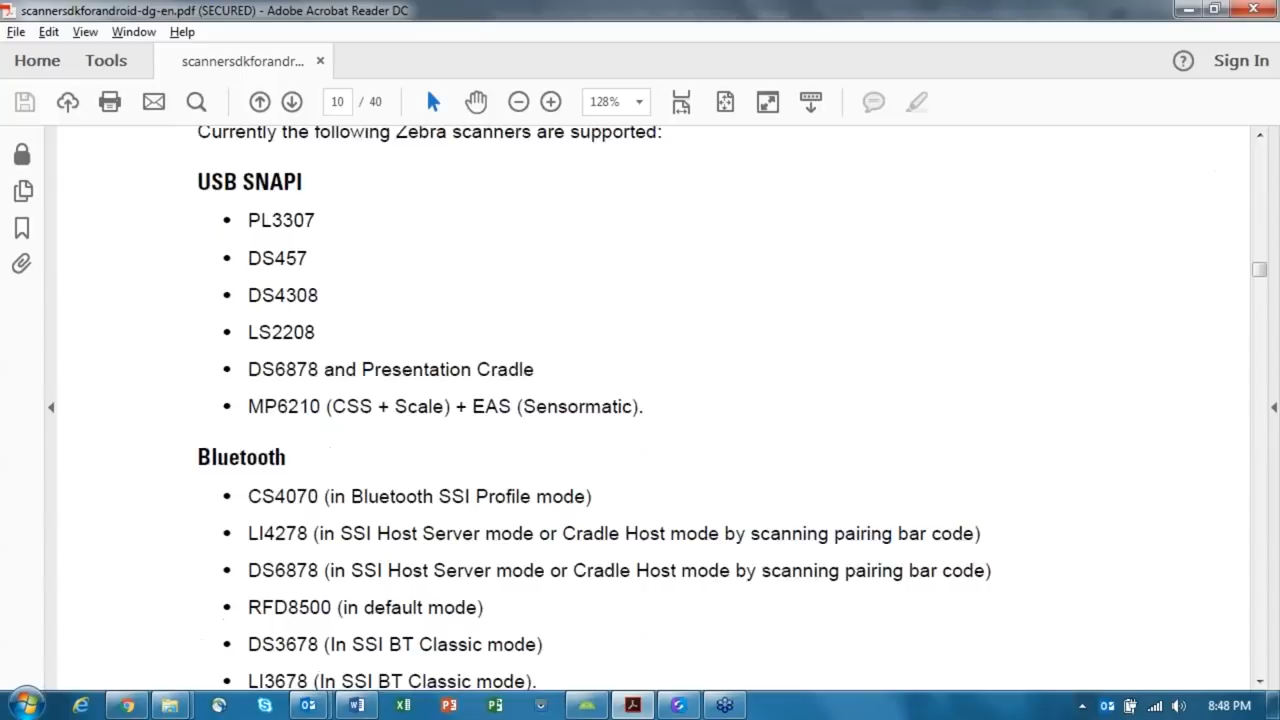 scannersdkforandroid-dg-en.pdf (SECURED) - Adobe Acrobat Reader DC
File Edit View Window Help
Home Tools scannersdkforandr... × ? Sign In
10 / 40 128%
Currently the following Zebra scanners are supported:
USB SNAPI
• PL3307
• DS457
• DS4308
• LS2208
• DS6878 and Presentation Cradle
• MP6210 (CSS + Scale) + EAS (Sensormatic).
Bluetooth
• CS4070 (in Bluetooth SSI Profile mode)
• LI4278 (in SSI Host Server mode or Cradle Host mode by scanning pairing bar code)
• DS6878 (in SSI Host Server mode or Cradle Host mode by scanning pairing bar code)
• RFD8500 (in default mode)
• DS3678 (In SSI BT Classic mode)
• LI3678 (In SSI BT Classic mode).
8:48 PM